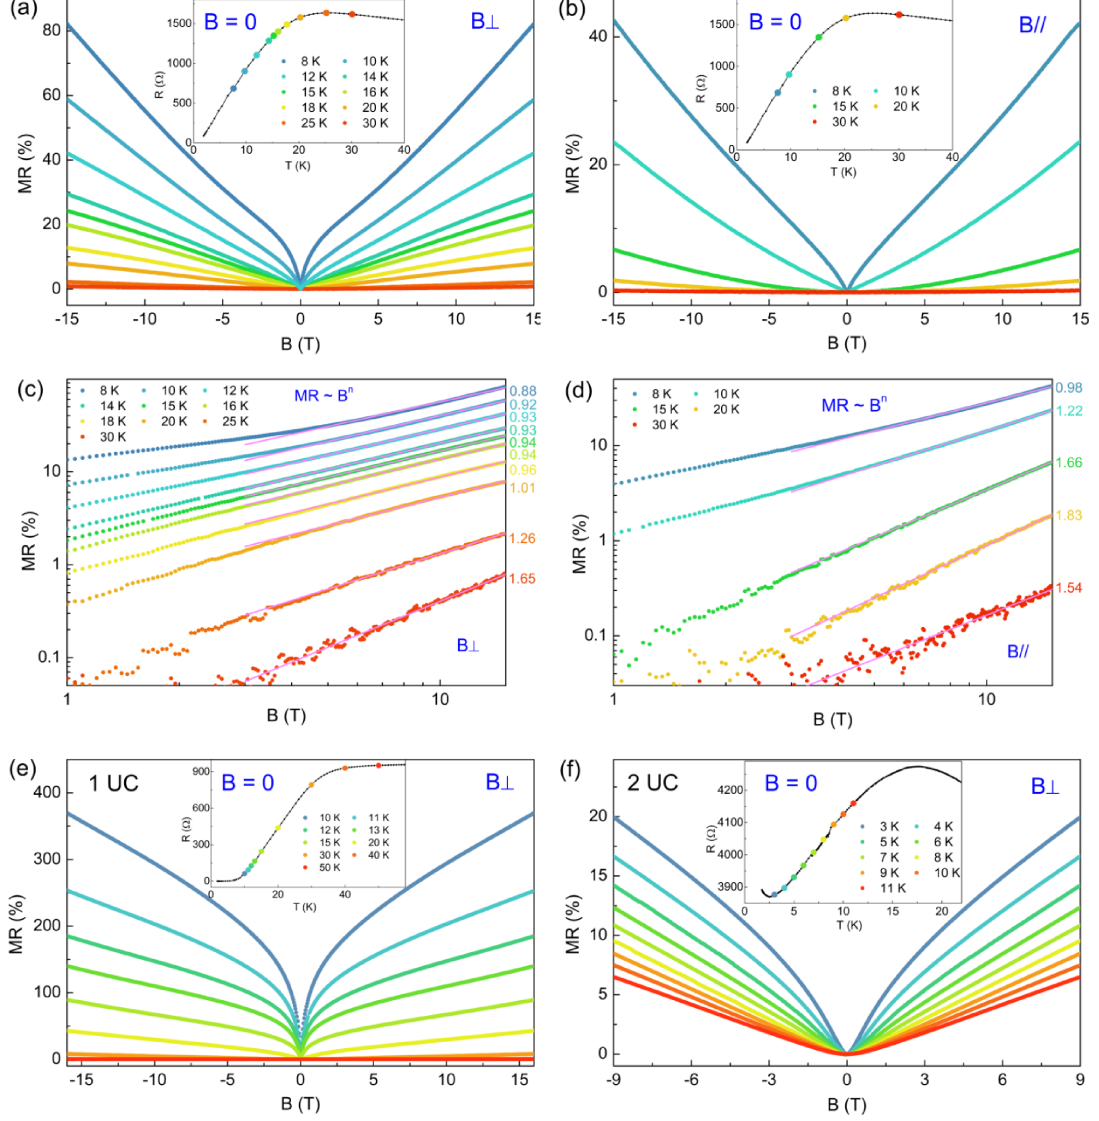 (a)
B = 0
B⊥
MR (%)
80
60
40
20
0
R (Ω)
1500
1000
500
0
8 K 10 K
12 K 14 K
15 K 16 K
18 K 20 K
25 K 30 K
0 10 20 30 40
T (K)
-15 -10 -5 0 5 10 15
B (T)
(b)
B = 0
B//
MR (%)
40
20
0
R (Ω)
1500
1000
500
0
8 K 10 K
15 K 20 K
30 K
0 10 20 30 40
T (K)
-15 -10 -5 0 5 10 15
B (T)
(c)
MR ~ Bⁿ
8 K 10 K 12 K
14 K 15 K 16 K
18 K 20 K 25 K
30 K
0.88
0.92
0.93
0.93
0.94
0.94
0.96
1.01
1.26
1.65
MR (%)
10
1
0.1
B⊥
1 10
B (T)
(d)
MR ~ Bⁿ
8 K 10 K
15 K 20 K
30 K
0.98
1.22
1.66
1.83
1.54
MR (%)
10
1
0.1
B//
1 10
B (T)
(e)
1 UC
B = 0
B⊥
MR (%)
400
300
200
100
0
R (Ω)
900
600
300
0
10 K 11 K
12 K 13 K
15 K 20 K
30 K 40 K
50 K
0 20 40
T (K)
-15 -10 -5 0 5 10 15
B (T)
(f)
2 UC
B = 0
B⊥
MR (%)
20
15
10
5
0
R (Ω)
4200
4100
4000
3900
3 K 4 K
5 K 6 K
7 K 8 K
9 K 10 K
11 K
0 5 10 15 20
T (K)
-9 -6 -3 0 3 6 9
B (T)